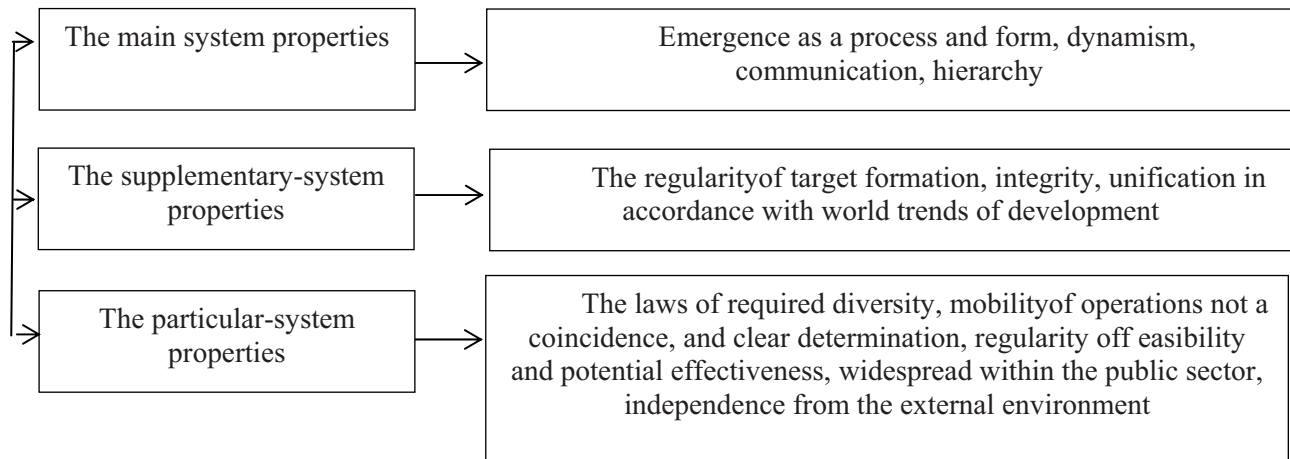 The main system properties
Emergence as a process and form, dynamism,
communication, hierarchy
The supplementary-system
properties
The regularityof target formation, integrity, unification in
accordance with world trends of development
The particular-system
properties
The laws of required diversity, mobilityof operations not a
coincidence, and clear determination, regularity off easibility
and potential effectiveness, widespread within the public sector,
independence from the external environment